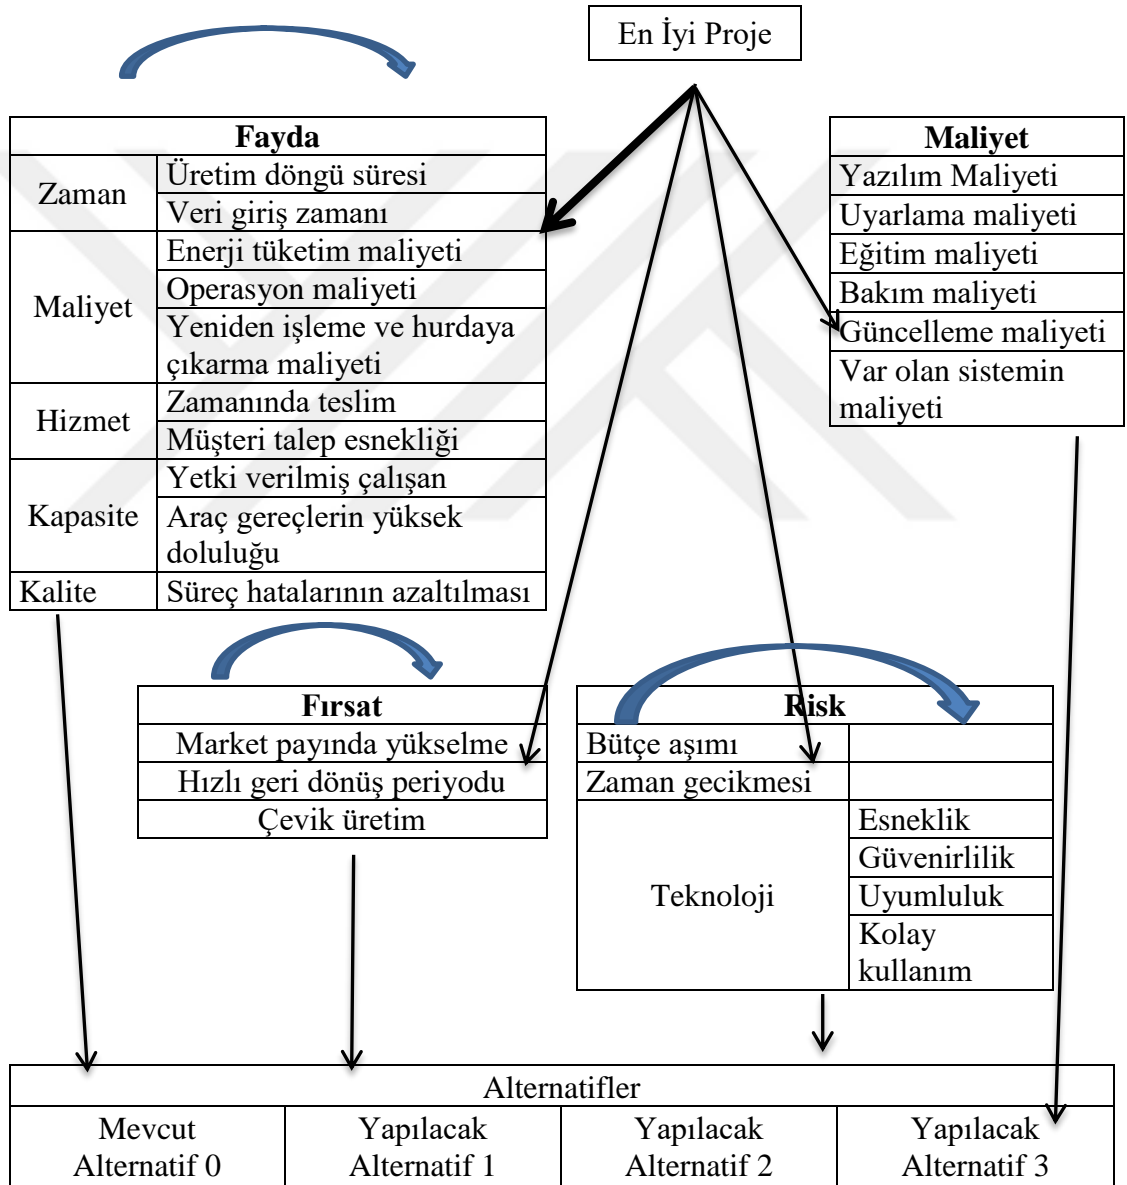 En İyi Proje
Fayda
Zaman
Üretim döngü süresi
Veri giriş zamanı
Maliyet
Enerji tüketim maliyeti
Operasyon maliyeti
Yeniden işleme ve hurdaya
çıkarma maliyeti
Hizmet
Zamanında teslim
Müşteri talep esnekliği
Kapasite
Yetki verilmiş çalışan
Araç gereçlerin yüksek
doluluğu
Kalite
Süreç hatalarının azaltılması
Maliyet
Yazılım Maliyeti
Uyarlama maliyeti
Eğitim maliyeti
Bakım maliyeti
Güncelleme maliyeti
Var olan sistemin
maliyeti
Fırsat
Market payında yükselme
Hızlı geri dönüş periyodu
Çevik üretim
Risk
Bütçe aşımı
Zaman gecikmesi
Teknoloji
Esneklik
Güvenirlilik
Uyumluluk
Kolay
kullanım
Alternatifler
Mevcut
Alternatif 0
Yapılacak
Alternatif 1
Yapılacak
Alternatif 2
Yapılacak
Alternatif 3